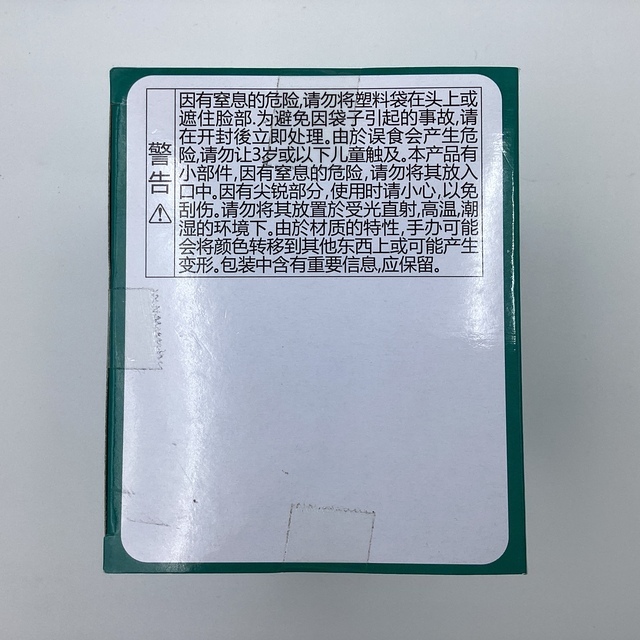 警告⚠
因有窒息的危险,请勿将塑料袋在头上或
遮住脸部.为避免因袋子引起的事故,请
在开封後立即处理。由於误食会产生危
险,请勿让3岁或以下儿童触及。本产品有
小部件,因有窒息的危险,请勿将其放入
口中。因有尖锐部分,使用时请小心,以免
刮伤。请勿将其放置於受光直射,高温,潮
湿的环境下。由於材质的特性,手办可能
会将颜色转移到其他东西上或可能产生
变形。包装中含有重要信息,应保留。